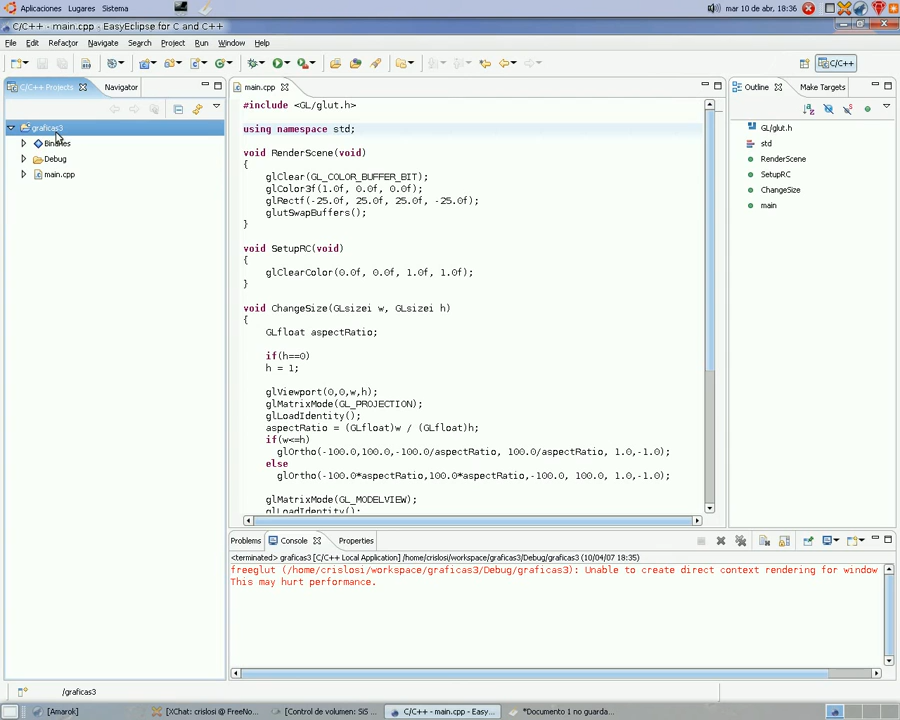 Aplicaciones Lugares Sistema
mar 10 de abr, 18:36
C/C++ - main.cpp - EasyEclipse for C and C++
File Edit Refactor Navigate Search Project Run Window Help
C/C++
C/C++ Projects
Navigator
graficas3
Binaries
Debug
main.cpp
main.cpp
#include <GL/glut.h>
using namespace std;
void RenderScene(void)
{
glClear(GL_COLOR_BUFFER_BIT);
glColor3f(1.0f, 0.0f, 0.0f);
glRectf(-25.0f, 25.0f, 25.0f, -25.0f);
glutSwapBuffers();
}
void SetupRC(void)
{
glClearColor(0.0f, 0.0f, 1.0f, 1.0f);
}
void ChangeSize(GLsizei w, GLsizei h)
{
GLfloat aspectRatio;
if(h==0)
h = 1;
glViewport(0,0,w,h);
glMatrixMode(GL_PROJECTION);
glLoadIdentity();
aspectRatio = (GLfloat)w / (GLfloat)h;
if(w<=h)
glOrtho(-100.0,100.0,-100.0/aspectRatio, 100.0/aspectRatio, 1.0,-1.0);
else
glOrtho(-100.0*aspectRatio,100.0*aspectRatio,-100.0, 100.0, 1.0,-1.0);
glMatrixMode(GL_MODELVIEW);
glLoadIdentity();
Outline
Make Targets
GL/glut.h
std
RenderScene
SetupRC
ChangeSize
main
Problems Console Properties
<terminated> graficas3 [C/C++ Local Application] /home/crislosi/workspace/graficas3/Debug/graficas3 (10/04/07 18:35)
freeglut (/home/crislosi/workspace/graficas3/Debug/graficas3): Unable to create direct context rendering for window
This may hurt performance.
/graficas3
[Amarok]
[XChat: crislosi @ FreeNo...
[Control de volumen: SiS ...
C/C++ - main.cpp - Easy...
*Documento 1 no guarda...